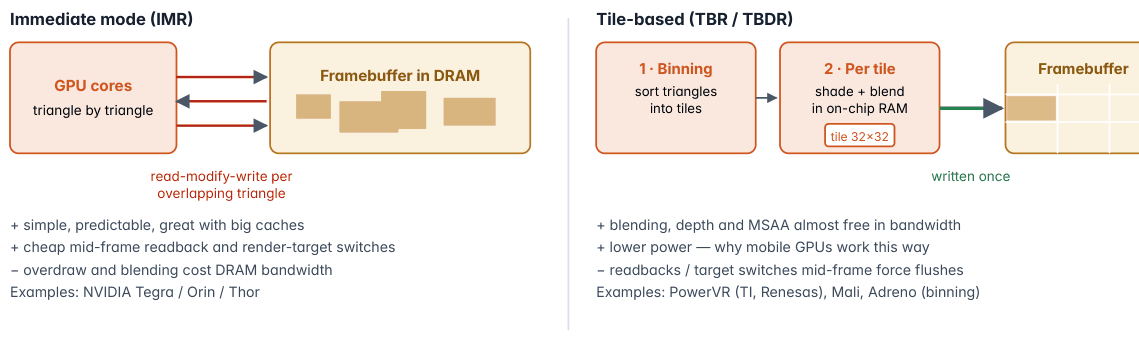 Immediate mode (IMR)
GPU cores
triangle by triangle
Framebuffer in DRAM
read-modify-write per
overlapping triangle
+ simple, predictable, great with big caches
+ cheap mid-frame readback and render-target switches
− overdraw and blending cost DRAM bandwidth
Examples: NVIDIA Tegra / Orin / Thor
Tile-based (TBR / TBDR)
1 · Binning
sort triangles
into tiles
2 · Per tile
shade + blend
in on-chip RAM
tile 32×32
Framebuffer
written once
+ blending, depth and MSAA almost free in bandwidth
+ lower power — why mobile GPUs work this way
− readbacks / target switches mid-frame force flushes
Examples: PowerVR (TI, Renesas), Mali, Adreno (binning)